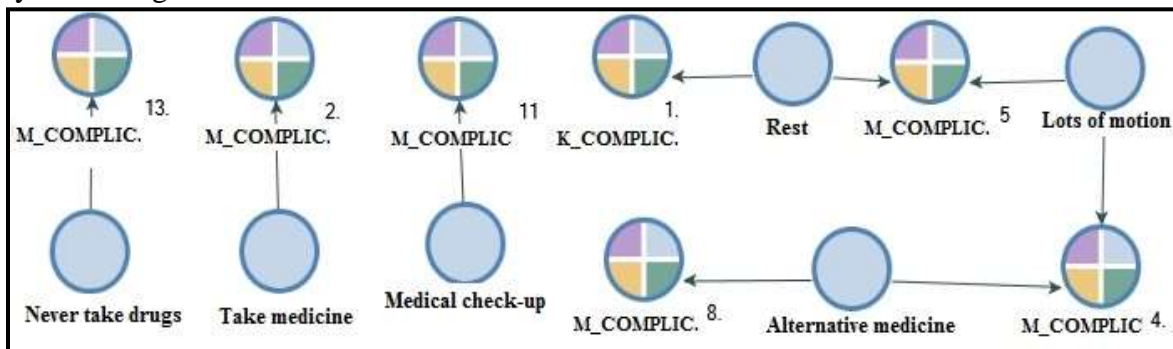 13.
M_COMPLIC.
2.
M_COMPLIC.
11
M_COMPLIC
1.
K_COMPLIC.
Rest
M_COMPLIC. 5
Lots of motion
Never take drugs
Take medicine
Medical check-up
M_COMPLIC. 8.
Alternative medicine
M_COMPLIC 4.